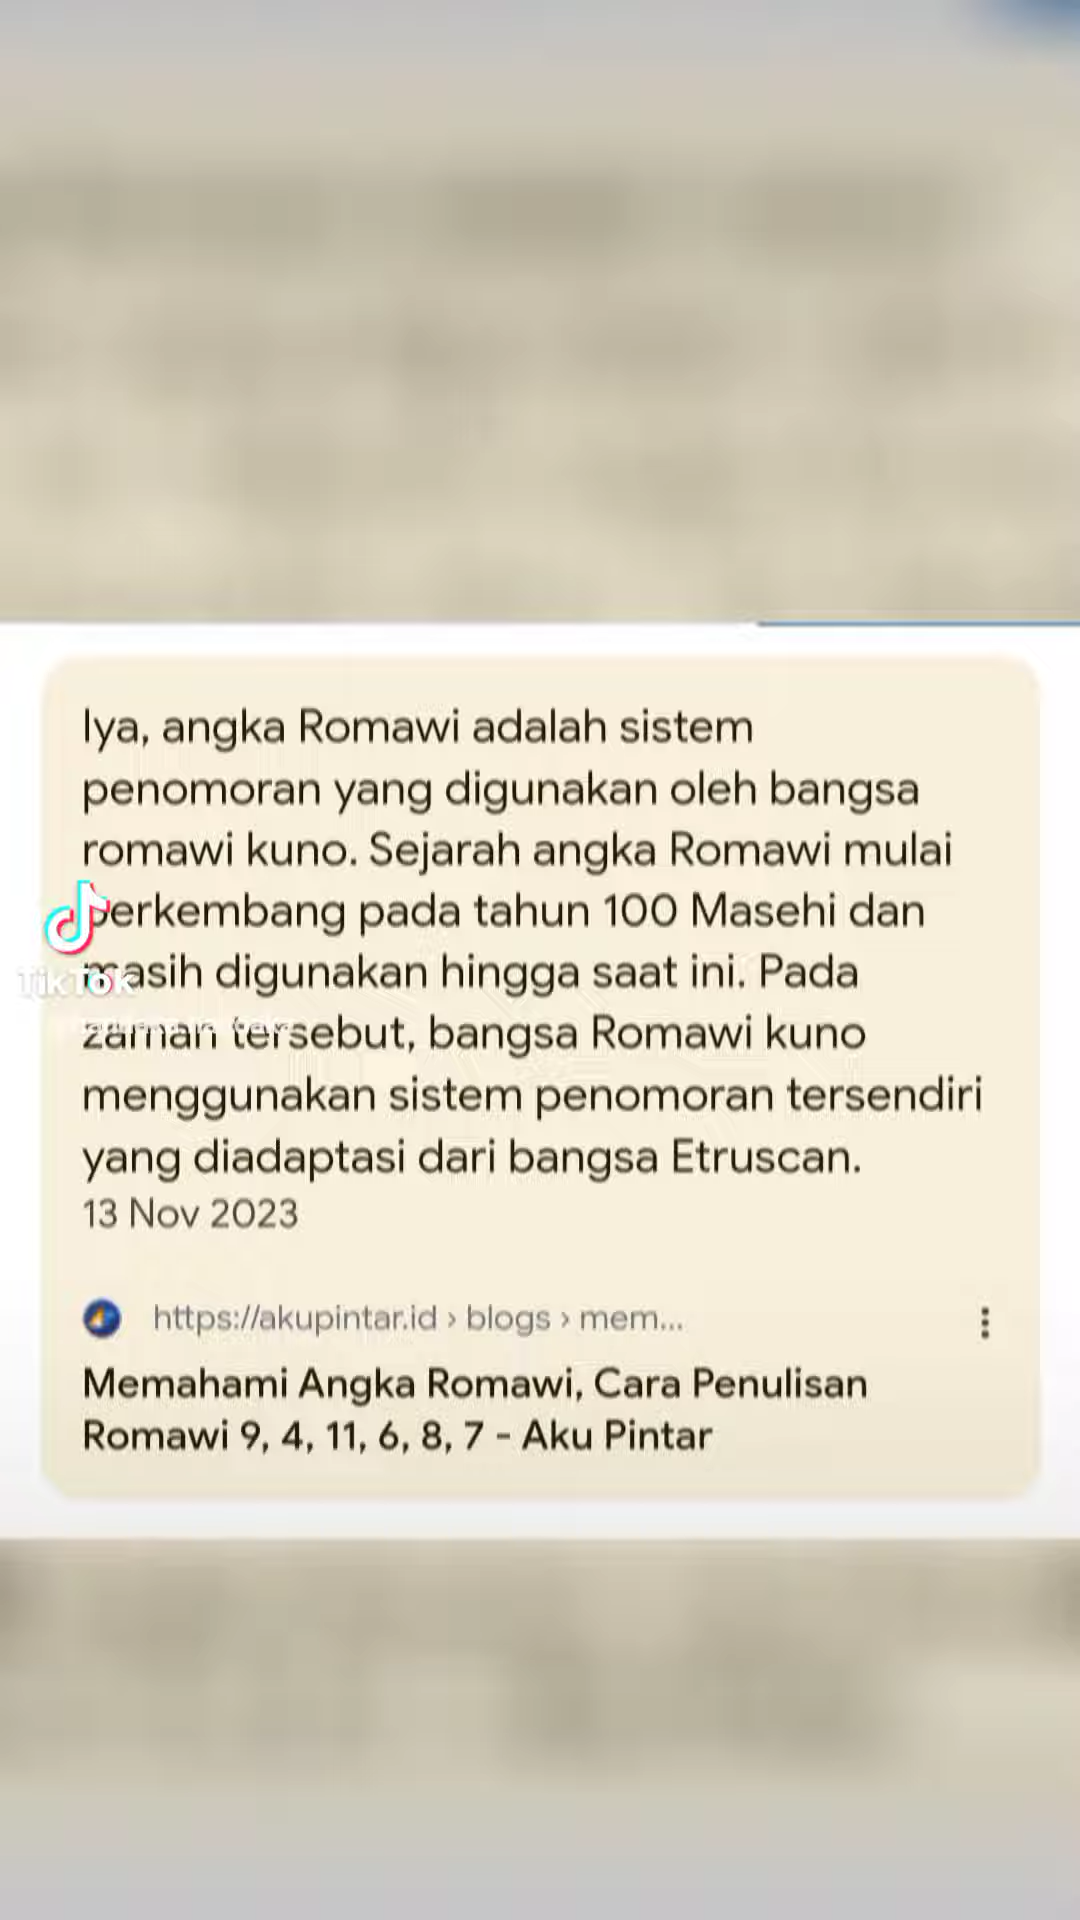 Iya, angka Romawi adalah sistem
penomoran yang digunakan oleh bangsa
romawi kuno. Sejarah angka Romawi mulai
berkembang pada tahun 100 Masehi dan
masih digunakan hingga saat ini. Pada
TikTok
zaman tersebut, bangsa Romawi kuno
menggunakan sistem penomoran tersendiri
yang diadaptasi dari bangsa Etruscan.
13 Nov 2023
https://akupintar.id › blogs › mem...
Memahami Angka Romawi, Cara Penulisan
Romawi 9, 4, 11, 6, 8, 7 - Aku Pintar